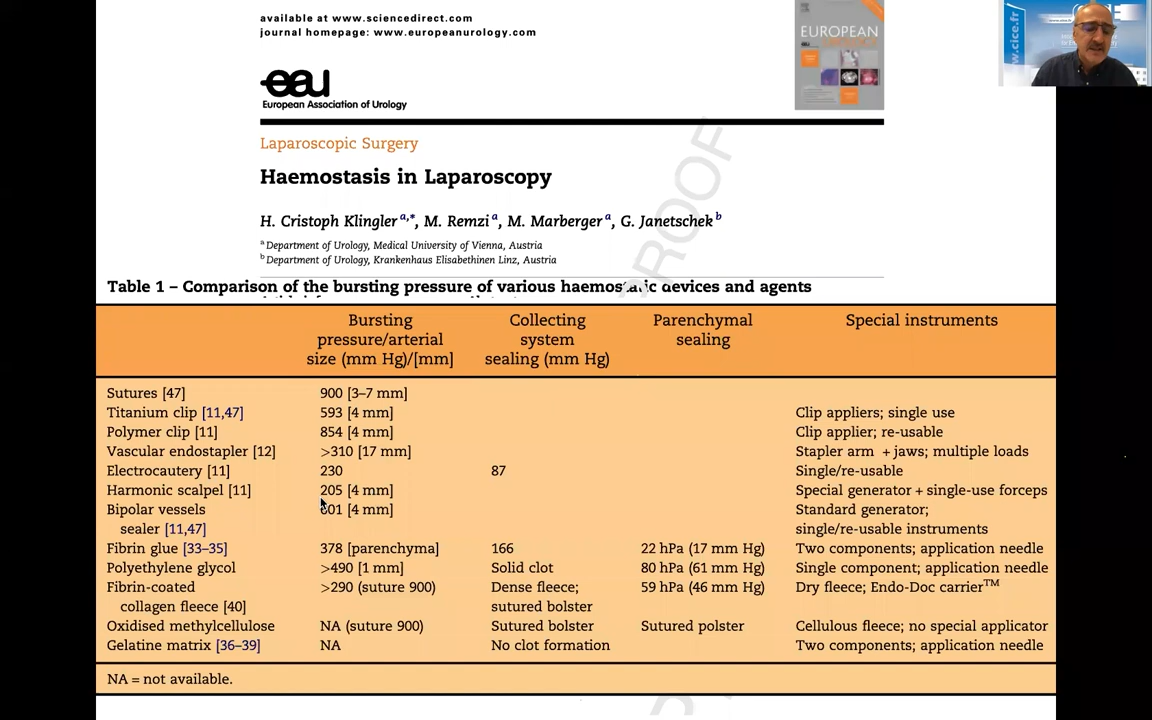 available at www.sciencedirect.com
journal homepage: www.europeanurology.com
EUROPEAN
eau
European Association of Urology
www.cice.fr
Laparoscopic Surgery
Haemostasis in Laparoscopy
H. Cristoph Klingler a,*, M. Remzi a, M. Marberger a, G. Janetschek b
a Department of Urology, Medical University of Vienna, Austria
b Department of Urology, Krankenhaus Elisabethinen Linz, Austria
PROOF
Table 1 – Comparison of the bursting pressure of various haemostatic devices and agents
Bursting pressure/arterial size (mm Hg)/[mm] Collecting system sealing (mm Hg) Parenchymal sealing Special instruments
Sutures [47] 900 [3–7 mm]
Titanium clip [11,47] 593 [4 mm] Clip appliers; single use
Polymer clip [11] 854 [4 mm] Clip applier; re-usable
Vascular endostapler [12] >310 [17 mm] Stapler arm + jaws; multiple loads
Electrocautery [11] 230 87 Single/re-usable
Harmonic scalpel [11] 205 [4 mm] Special generator + single-use forceps
Bipolar vessels 601 [4 mm] Standard generator;
sealer [11,47] single/re-usable instruments
Fibrin glue [33–35] 378 [parenchyma] 166 22 hPa (17 mm Hg) Two components; application needle
Polyethylene glycol >490 [1 mm] Solid clot 80 hPa (61 mm Hg) Single component; application needle
Fibrin-coated >290 (suture 900) Dense fleece; 59 hPa (46 mm Hg) Dry fleece; Endo-Doc carrier™
collagen fleece [40] sutured bolster
Oxidised methylcellulose NA (suture 900) Sutured bolster Sutured polster Cellulous fleece; no special applicator
Gelatine matrix [36–39] NA No clot formation Two components; application needle
NA = not available.